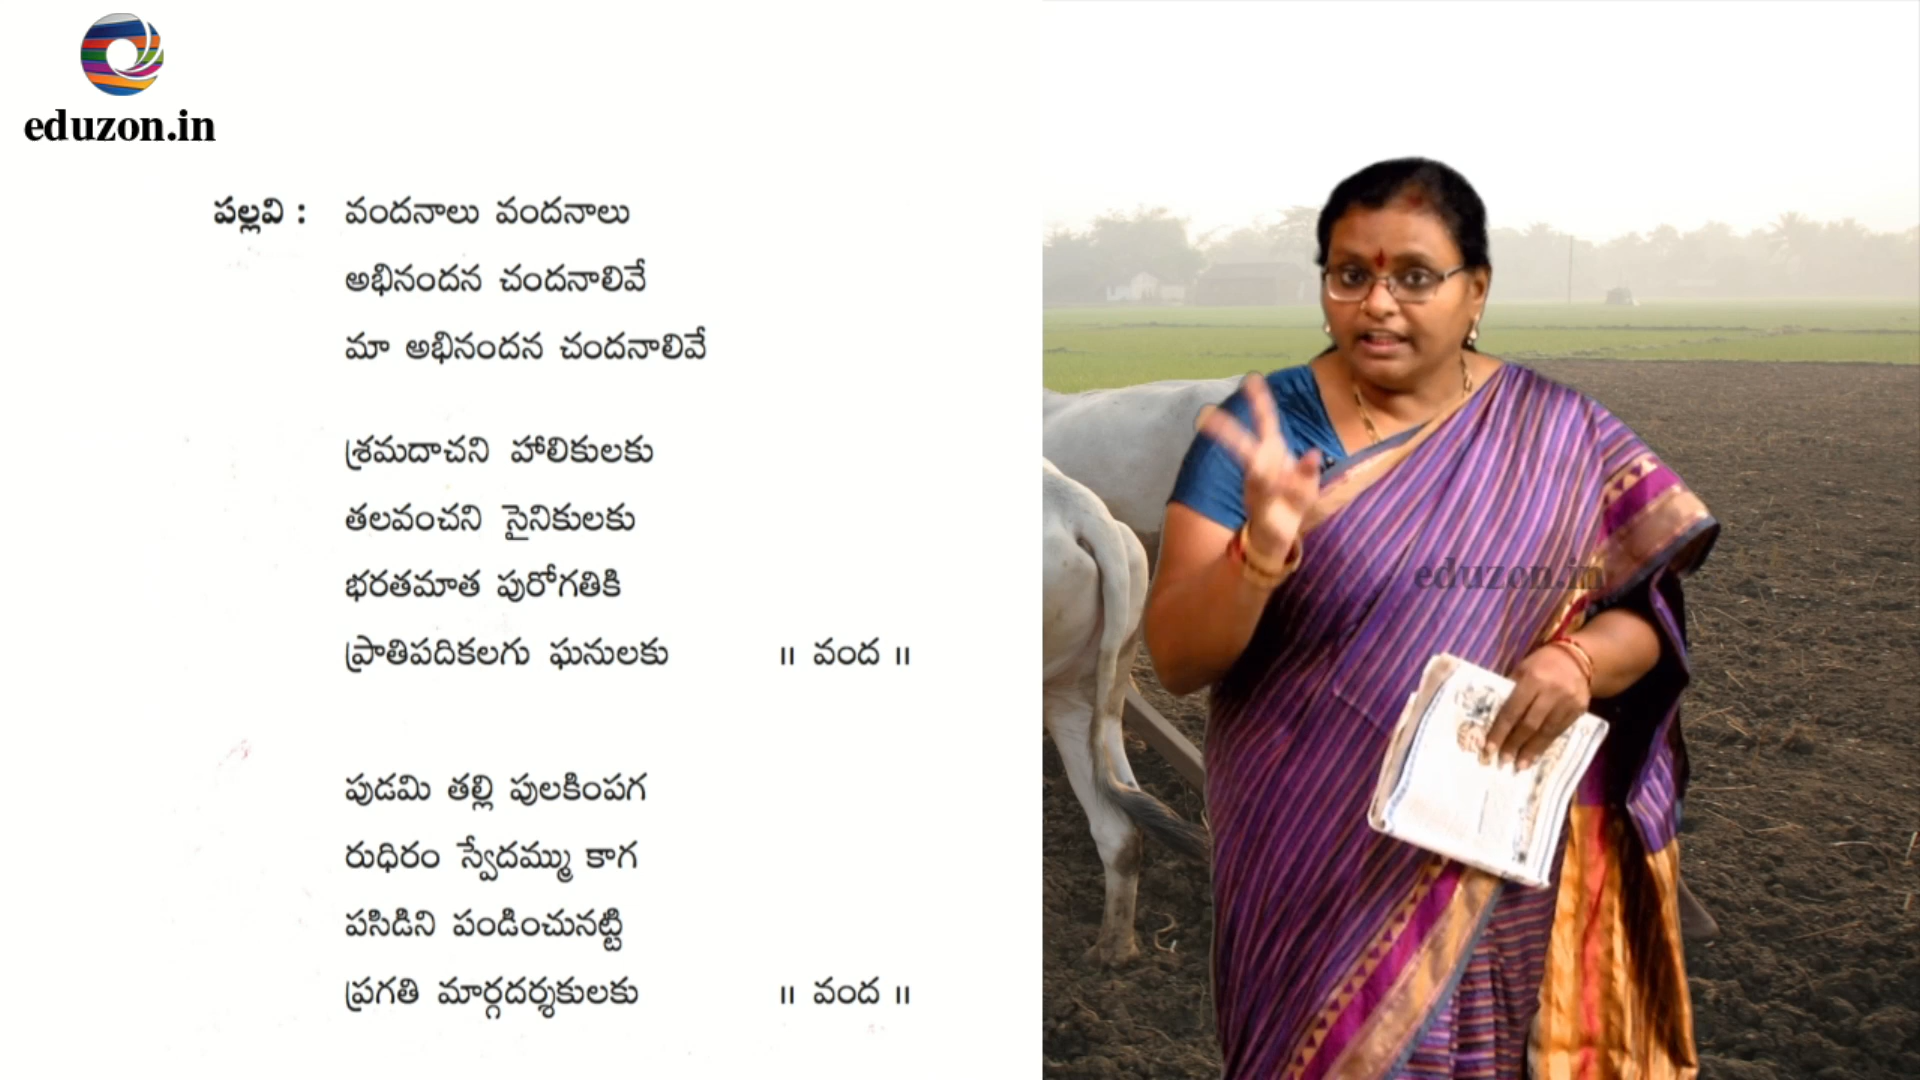 eduzon.in
పల్లవి : వందనాలు వందనాలు
అభినందన చందనాలివే
మా అభినందన చందనాలివే
శ్రమదాచని హాలికులకు
తలవంచని సైనికులకు
భరతమాత పురోగతికి
ప్రాతిపదికలగు ఘనులకు ॥ వంద ॥
పుడమి తల్లి పులకింపగ
రుధిరం స్వేదమ్ము కాగ
పసిడిని పండించునట్టి
ప్రగతి మార్గదర్శకులకు ॥ వంద ॥
eduzon.in